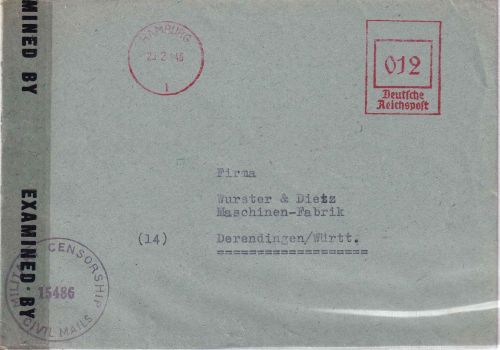 MINED BY
HAMBURG
1
012
Deutsche
Reichspost
Firma
Wurster & Dietz
Maschinen-Fabrik
(14) Derendingen/Württ.
EXAMINED BY
MILITARY CENSORSHIP
15486
CIVIL MAILS